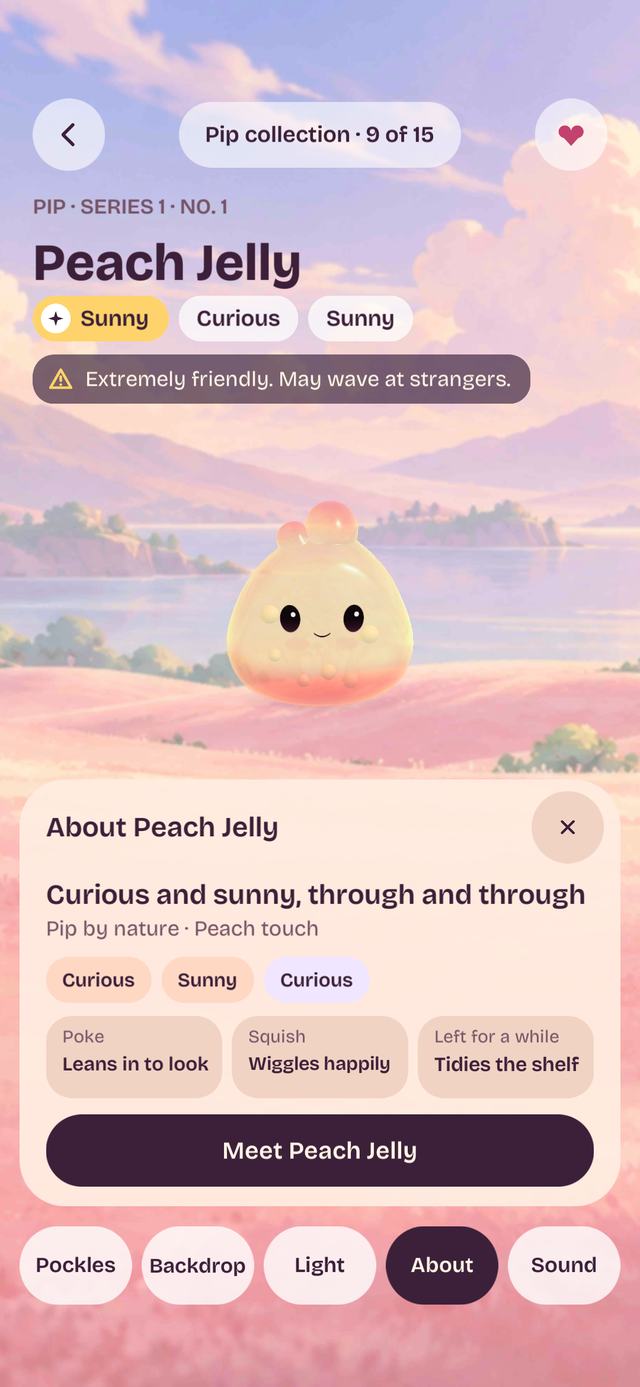 Pip collection · 9 of 15
PIP · SERIES 1 · NO. 1
Peach Jelly
Sunny Curious Sunny
Extremely friendly. May wave at strangers.
About Peach Jelly
Curious and sunny, through and through
Pip by nature · Peach touch
Curious Sunny Curious
Poke Squish Left for a while
Leans in to look Wiggles happily Tidies the shelf
Meet Peach Jelly
Pockles Backdrop Light About Sound